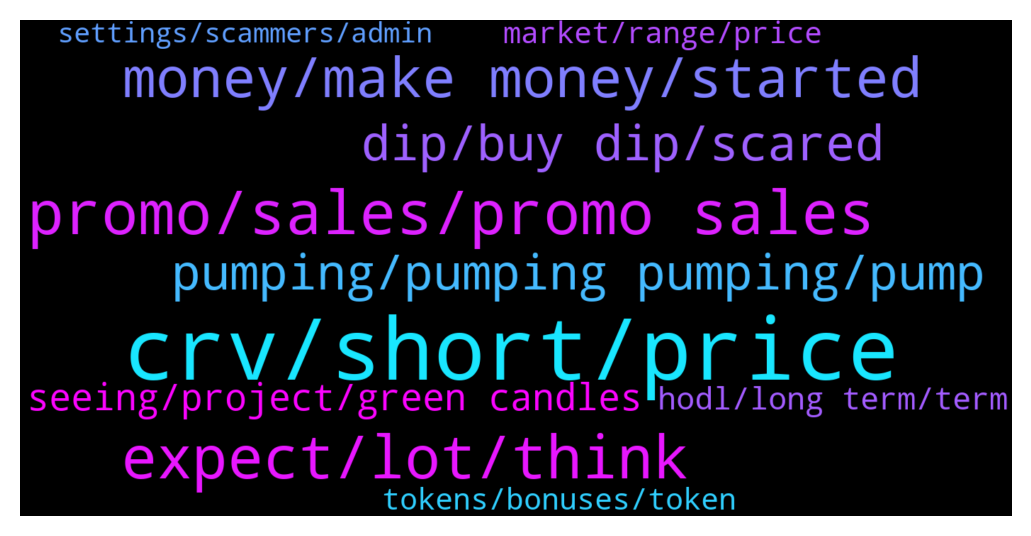 settings/scammers/admin
market/range/price
money/make money/started
dip/buy dip/scared
promo/sales/promo sales
pumping/pumping pumping/pump
crv/short/price
seeing/project/green candles
hodl/long term/term
expect/lot/think
tokens/bonuses/token